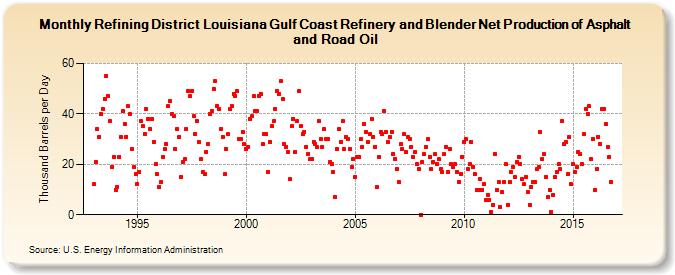 Monthly Refining District Louisiana Gulf Coast Refinery and Blender Net Production of Asphalt
and Road Oil
Thousand Barrels per Day
60
40
20
0
1995
2000
2005
2010
2015
Source: U.S. Energy Information Administration